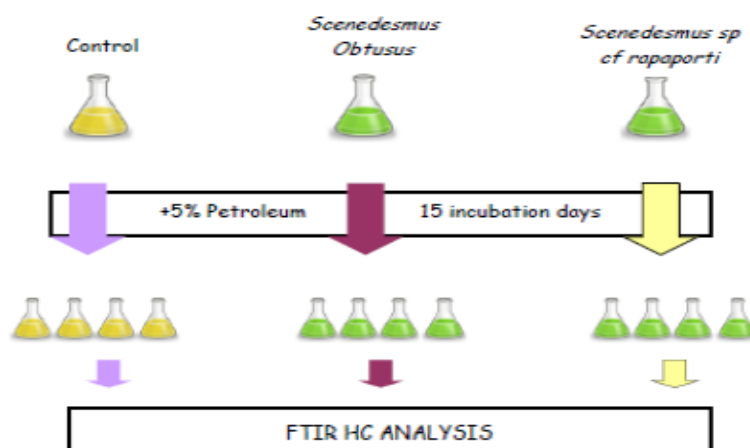 Control
Scenedesmus
Obtusus
Scenedesmus sp
cf rapaporti
+5% Petroleum
15 incubation days
FTIR HC ANALYSIS